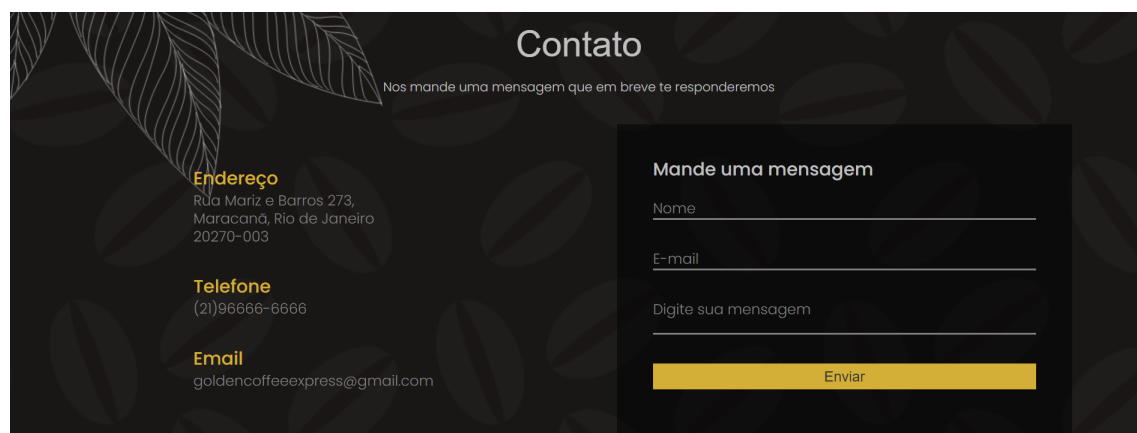 Contato
Nos mande uma mensagem que em breve te responderemos
Endereço
Rua Mariz e Barros 273,
Maracanã, Rio de Janeiro
20270-003
Telefone
(21)96666-6666
Email
goldencoffeeexpress@gmail.com
Mande uma mensagem
Nome
E-mail
Digite sua mensagem
Enviar